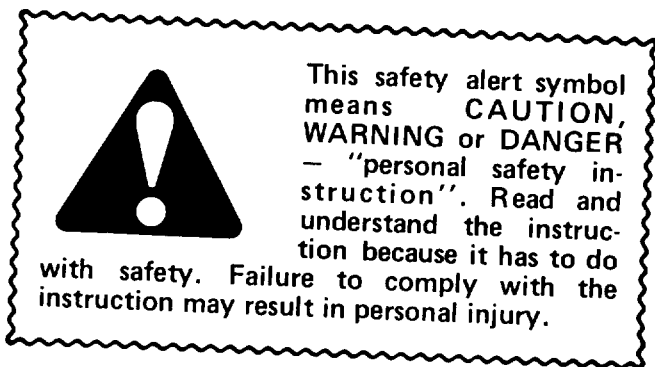 This safety alert symbol
means CAUTION,
WARNING or DANGER
— "personal safety in-
struction". Read and
understand the instruc-
tion because it has to do
with safety. Failure to comply with the
instruction may result in personal injury.